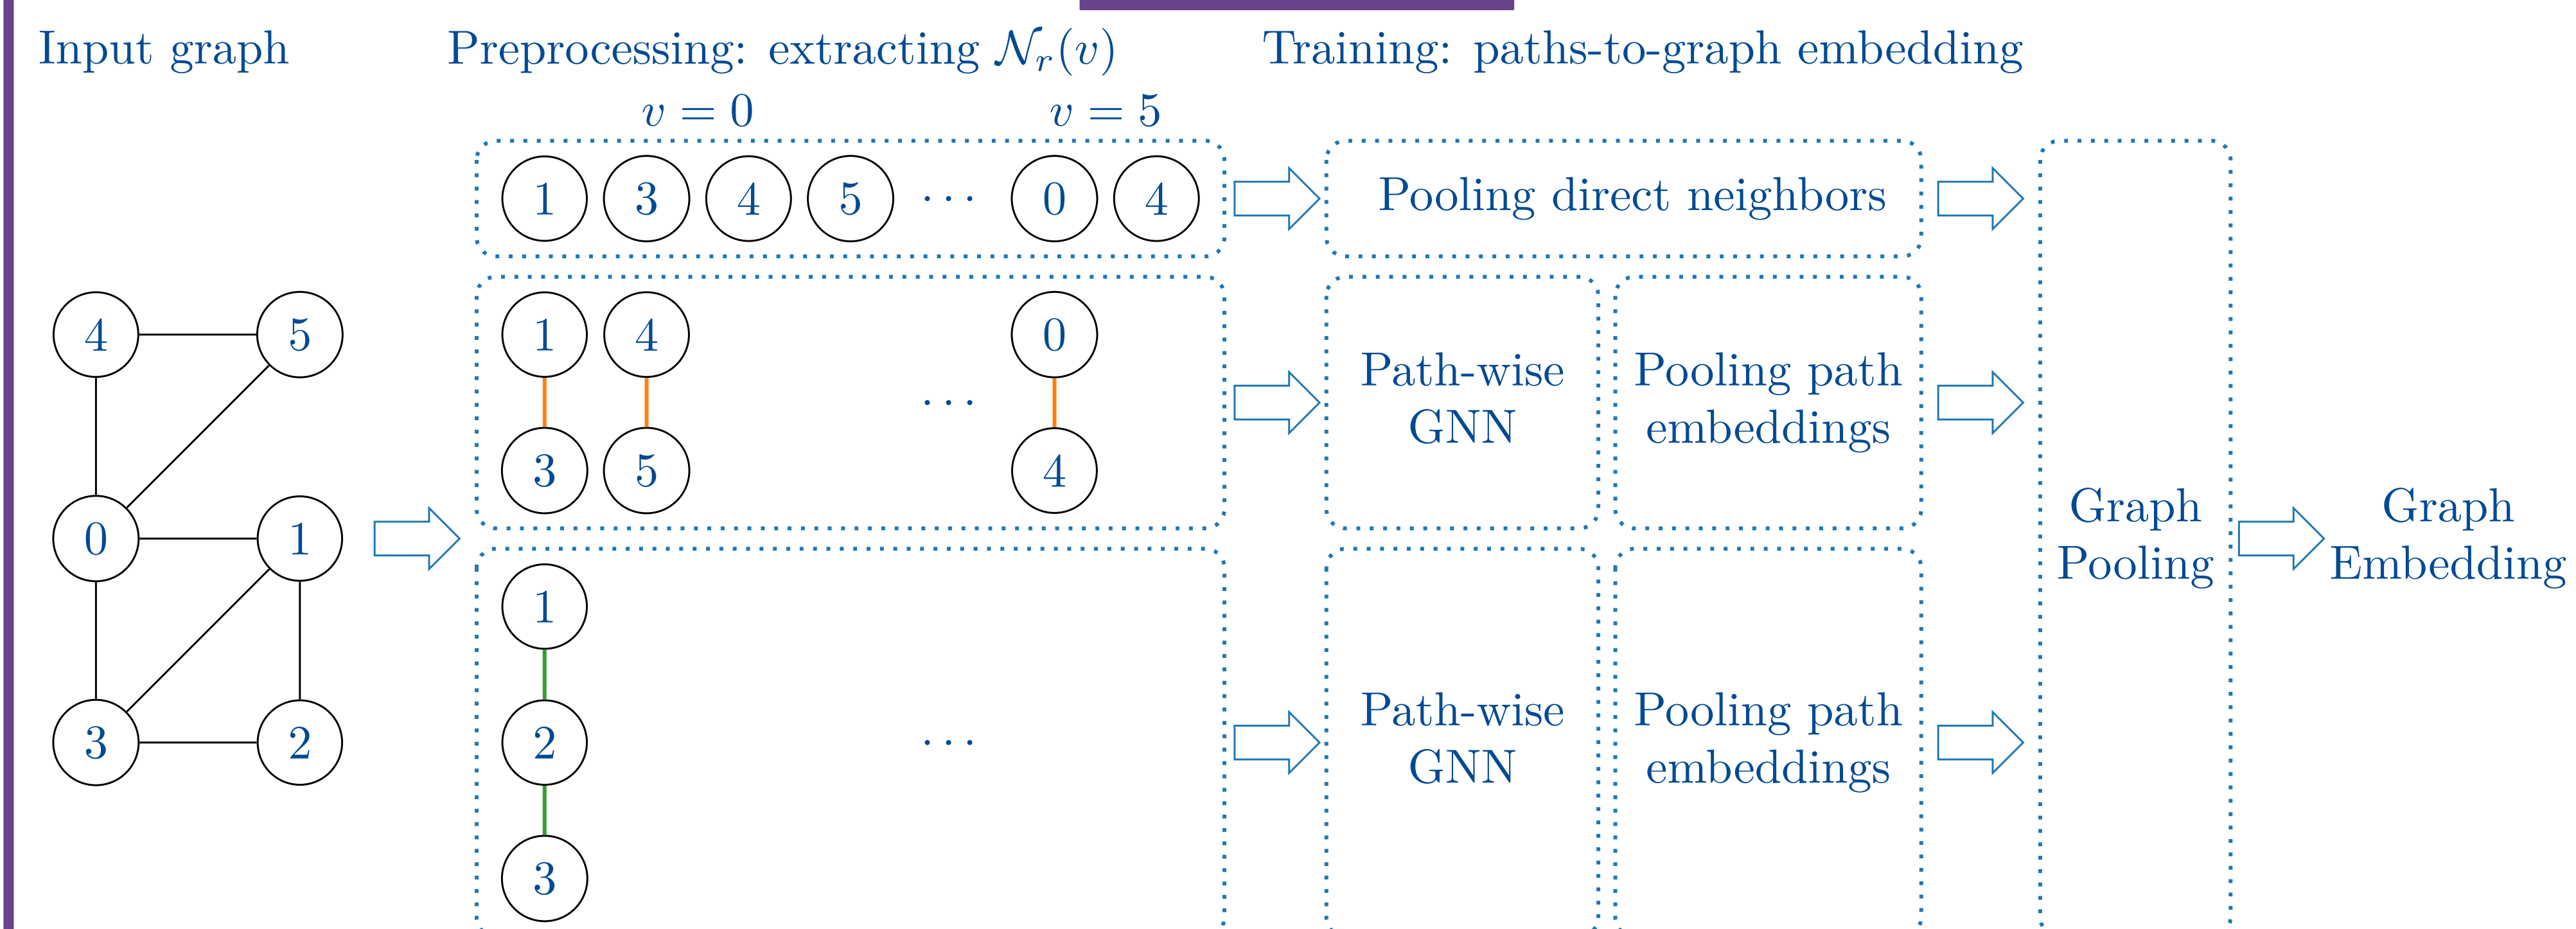 Input graph
Preprocessing: extracting 𝒩_r(v)
Training: paths-to-graph embedding
v = 0
v = 5
1 3 4 5 ··· 0 4
Pooling direct neighbors
4 5
0 1
3 2
1 4 ··· 0
3 5 4
Path-wise
GNN
Pooling path
embeddings
1
2 ···
3
Path-wise
GNN
Pooling path
embeddings
Graph
Pooling
Graph
Embedding